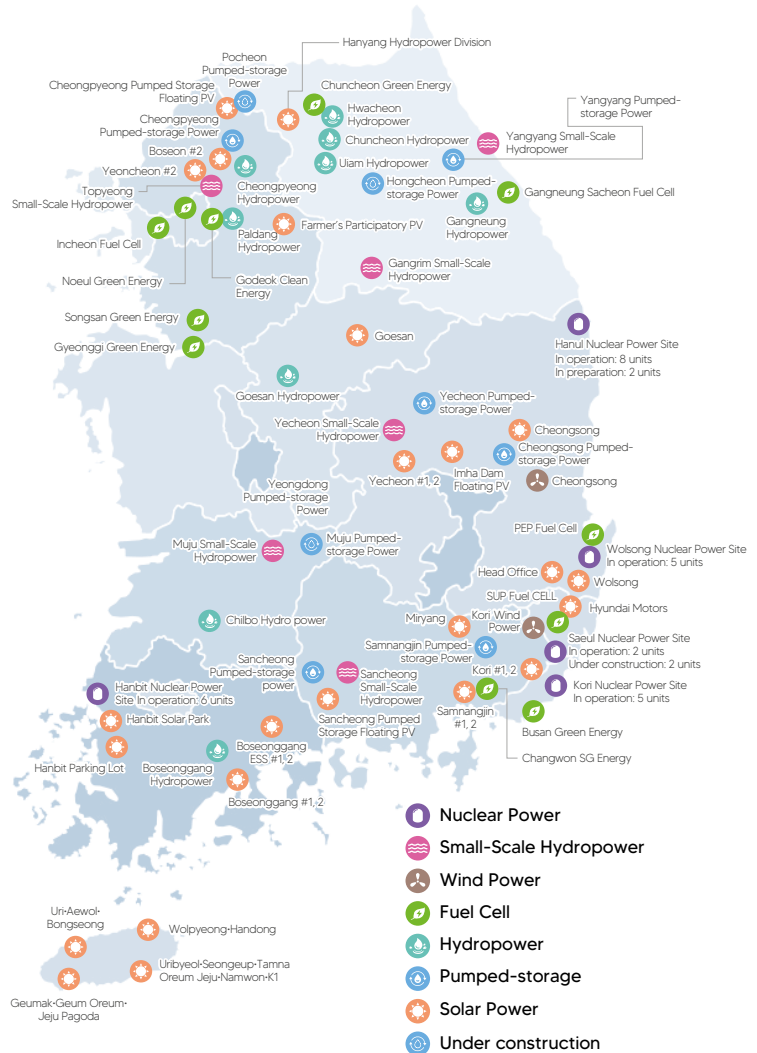 Hanyang Hydropower Division
Pocheon
Pumped-storage
Power
Cheongpyeong Pumped Storage
Floating PV
Chuncheon Green Energy
Hwacheon
Hydropower
Yangyang Pumped-
storage Power
Cheongpyeong
Pumped-storage Power
Chuncheon Hydropower
Yangyang Small-Scale
Hydropower
Boseon #2
Uiam Hydropower
Yeoncheon #2
Hongcheon Pumped-
storage Power
Gangneung Sacheon Fuel Cell
Topyeong
Small-Scale Hydropower
Cheongpyeong
Hydropower
Gangneung
Hydropower
Farmer's Participatory PV
Paldang
Hydropower
Incheon Fuel Cell
Noeul Green Energy
Godeok Clean
Energy
Gangrim Small-Scale
Hydropower
Songsan Green Energy
Gyeonggi Green Energy
Goesan
Hanul Nuclear Power Site
In operation: 8 units
In preparation: 2 units
Goesan Hydropower
Yecheon Pumped-
storage Power
Yecheon Small-Scale
Hydropower
Cheongsong
Cheongsong Pumped-
storage Power
Yecheon #1, 2
Imha Dam
Floating PV
Cheongsong
Yeongdong
Pumped-storage
Power
PEP Fuel Cell
Muju Small-Scale
Hydropower
Muju Pumped-
storage Power
Wolsong Nuclear Power Site
In operation: 5 units
Head Office
Wolsong
SUP Fuel CELL
Hyundai Motors
Chilbo Hydro power
Miryang
Kori Wind
Power
Samnangjin Pumped-
storage Power
Saeul Nuclear Power Site
In operation: 2 units
Under construction: 2 units
Sancheong
Pumped-storage
power
Sancheong
Small-Scale
Hydropower
Kori #1, 2
Kori Nuclear Power Site
In operation: 5 units
Hanbit Nuclear Power
Site In operation: 6 units
Hanbit Solar Park
Sancheong Pumped
Storage Floating PV
Samnangjin
#1, 2
Busan Green Energy
Changwon SG Energy
Hanbit Parking Lot
Boseonggang
Hydropower
Boseonggang
ESS #1, 2
Boseonggang #1, 2
Nuclear Power
Small-Scale Hydropower
Wind Power
Fuel Cell
Hydropower
Pumped-storage
Solar Power
Under construction
Uri·Aewol·
Bongseong
Wolpyeong·Handong
Uribyeol·Seongeup·Tamna
Oreum Jeju·Namwon·K1
Geumak·Geum Oreum·
Jeju Pagoda